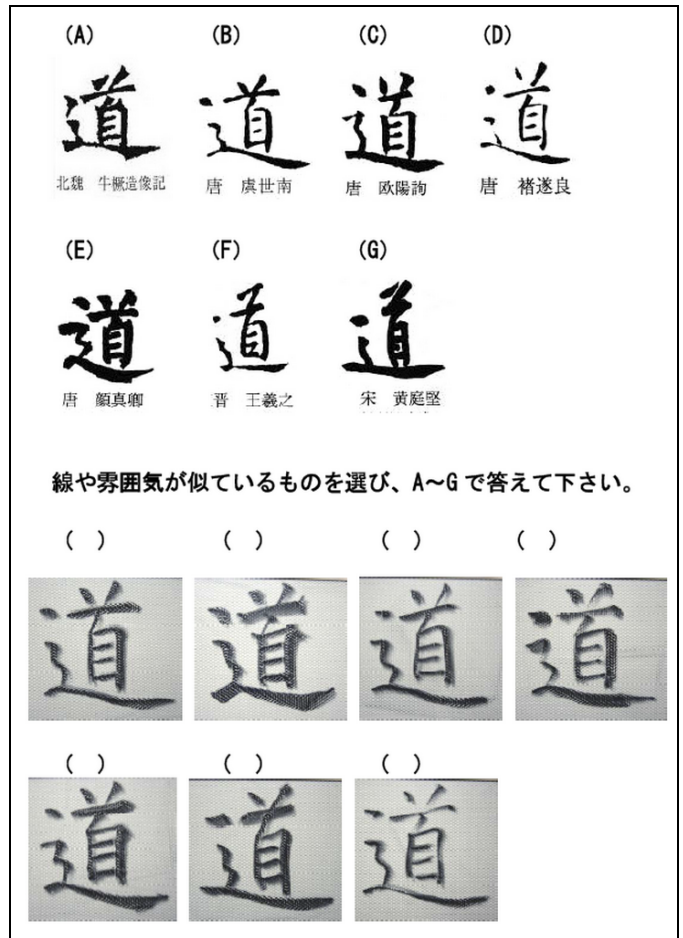 (A) (B) (C) (D)
道 道 道 道
北魏 牛橛造像記 唐 虞世南 唐 欧陽詢 唐 褚遂良
(E) (F) (G)
道 道 道
唐 顔真卿 晋 王羲之 宋 黄庭堅
線や雰囲気が似ているものを選び、A～Gで答えて下さい。
( ) ( ) ( ) ( )
道 道 道 道
( ) ( ) ( )
道 道 道